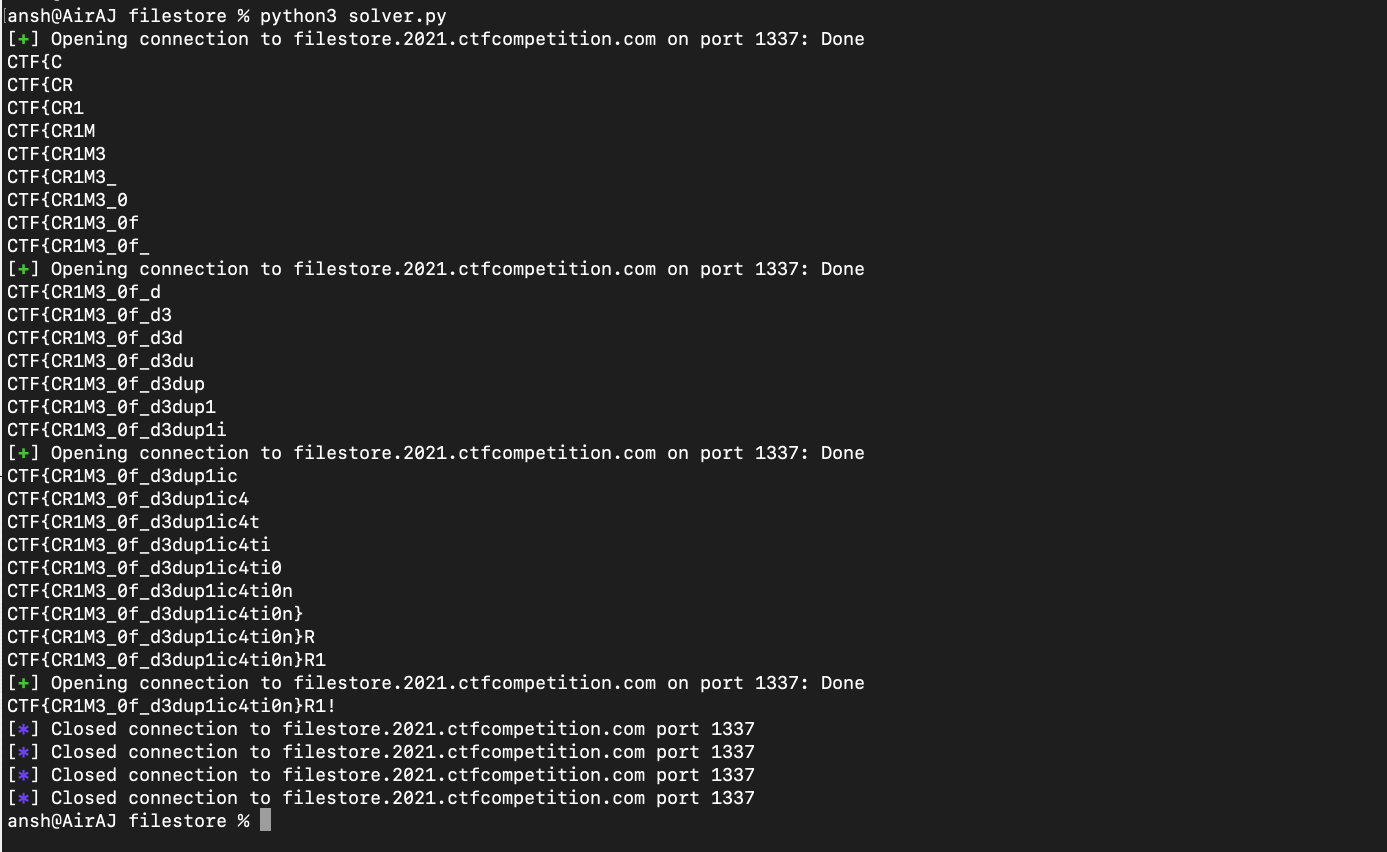 ansh@AirAJ filestore % python3 solver.py
[+] Opening connection to filestore.2021.ctfcompetition.com on port 1337: Done
CTF{C
CTF{CR
CTF{CR1
CTF{CR1M
CTF{CR1M3
CTF{CR1M3_
CTF{CR1M3_0
CTF{CR1M3_0f
CTF{CR1M3_0f_
[+] Opening connection to filestore.2021.ctfcompetition.com on port 1337: Done
CTF{CR1M3_0f_d
CTF{CR1M3_0f_d3
CTF{CR1M3_0f_d3d
CTF{CR1M3_0f_d3du
CTF{CR1M3_0f_d3dup
CTF{CR1M3_0f_d3dup1
CTF{CR1M3_0f_d3dup1i
[+] Opening connection to filestore.2021.ctfcompetition.com on port 1337: Done
CTF{CR1M3_0f_d3dup1ic
CTF{CR1M3_0f_d3dup1ic4
CTF{CR1M3_0f_d3dup1ic4t
CTF{CR1M3_0f_d3dup1ic4ti
CTF{CR1M3_0f_d3dup1ic4ti0
CTF{CR1M3_0f_d3dup1ic4ti0n
CTF{CR1M3_0f_d3dup1ic4ti0n}
CTF{CR1M3_0f_d3dup1ic4ti0n}R
CTF{CR1M3_0f_d3dup1ic4ti0n}R1
[+] Opening connection to filestore.2021.ctfcompetition.com on port 1337: Done
CTF{CR1M3_0f_d3dup1ic4ti0n}R1!
[*] Closed connection to filestore.2021.ctfcompetition.com port 1337
[*] Closed connection to filestore.2021.ctfcompetition.com port 1337
[*] Closed connection to filestore.2021.ctfcompetition.com port 1337
[*] Closed connection to filestore.2021.ctfcompetition.com port 1337
ansh@AirAJ filestore %